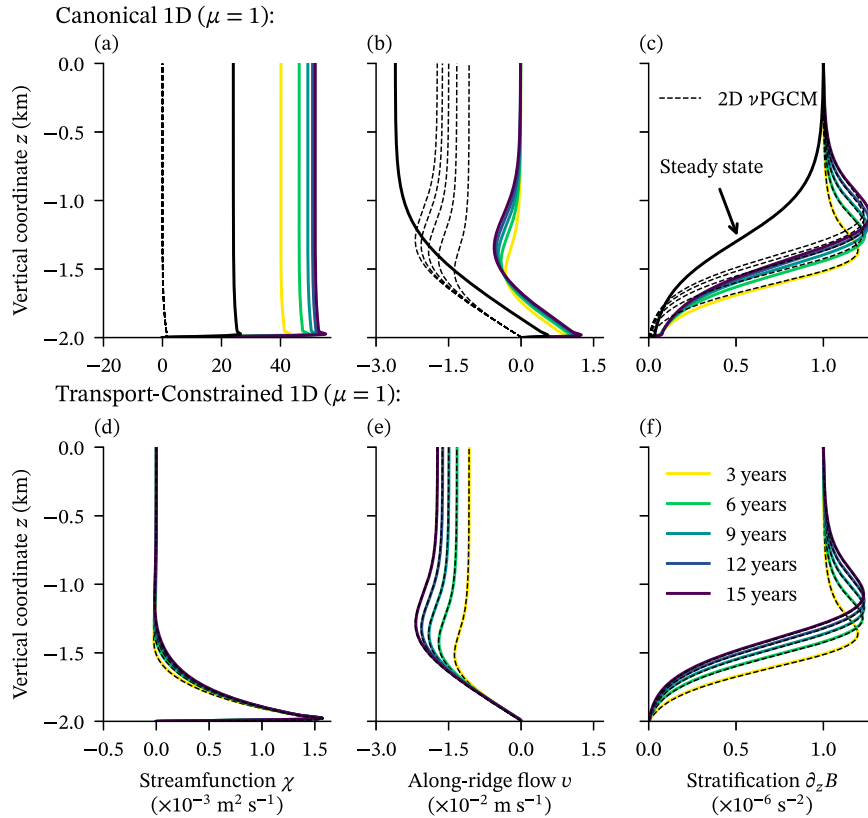 Canonical 1D (μ = 1):
(a)
(b)
(c)
Vertical coordinate z (km)
0.0
−0.5
−1.0
−1.5
−2.0
−20 0 20 40
−3.0 −1.5 0.0 1.5
0.0 0.5 1.0
2D νPGCM
Steady state
Transport-Constrained 1D (μ = 1):
(d)
(e)
(f)
Vertical coordinate z (km)
0.0
−0.5
−1.0
−1.5
−2.0
3 years
6 years
9 years
12 years
15 years
−0.5 0.0 0.5 1.0 1.5
−3.0 −1.5 0.0 1.5
0.0 0.5 1.0
Streamfunction χ
(×10⁻³ m² s⁻¹)
Along-ridge flow υ
(×10⁻² m s⁻¹)
Stratification ∂zB
(×10⁻⁶ s⁻²)